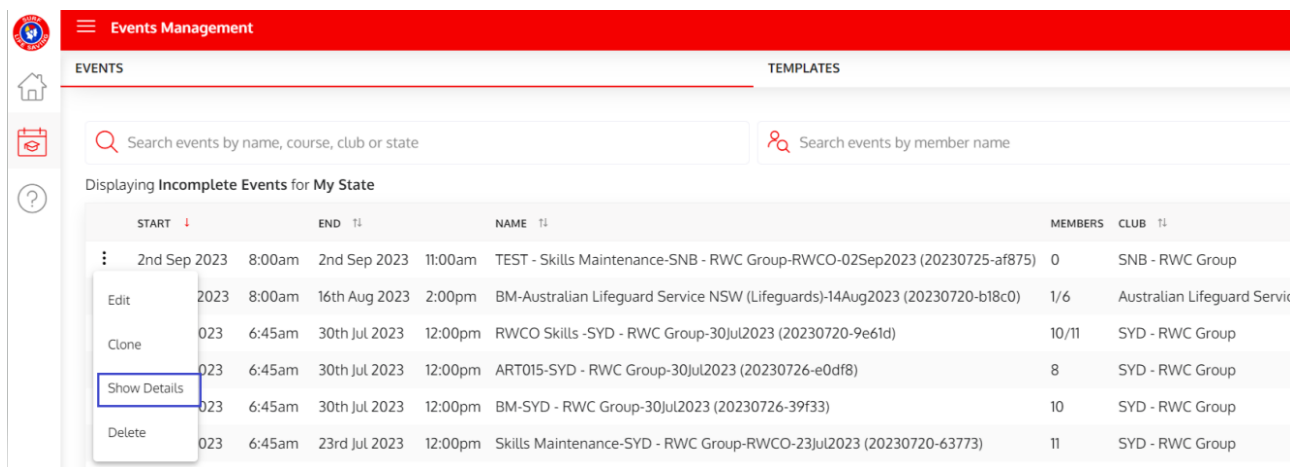 SURF
LIFE SAVING
Events Management
EVENTS
TEMPLATES
Search events by name, course, club or state
Search events by member name
Displaying Incomplete Events for My State
START END NAME MEMBERS CLUB
2nd Sep 2023 8:00am 2nd Sep 2023 11:00am TEST - Skills Maintenance-SNB - RWC Group-RWCO-02Sep2023 (20230725-af875) 0 SNB - RWC Group
Edit 2023 8:00am 16th Aug 2023 2:00pm BM-Australian Lifeguard Service NSW (Lifeguards)-14Aug2023 (20230720-b18c0) 1/6 Australian Lifeguard Servic
Clone 023 6:45am 30th Jul 2023 12:00pm RWCO Skills -SYD - RWC Group-30Jul2023 (20230720-9e61d) 10/11 SYD - RWC Group
Show Details 023 6:45am 30th Jul 2023 12:00pm ART015-SYD - RWC Group-30Jul2023 (20230726-e0df8) 8 SYD - RWC Group
023 6:45am 30th Jul 2023 12:00pm BM-SYD - RWC Group-30Jul2023 (20230726-39f33) 10 SYD - RWC Group
Delete 023 6:45am 23rd Jul 2023 12:00pm Skills Maintenance-SYD - RWC Group-RWCO-23Jul2023 (20230720-63773) 11 SYD - RWC Group